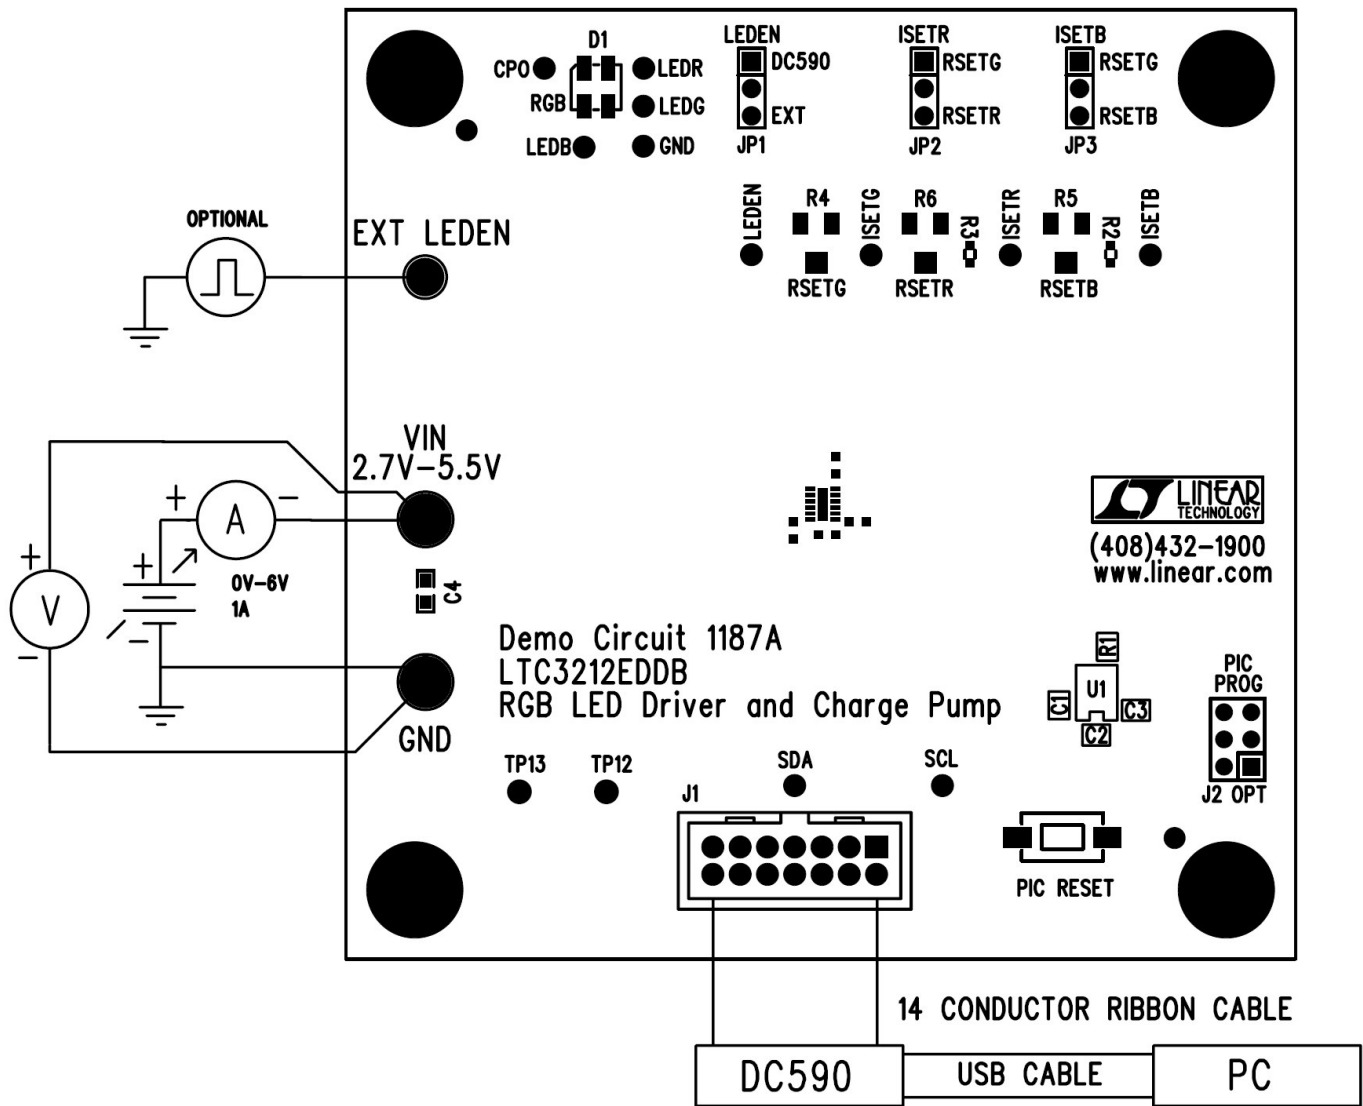 D1
CPO
LEDR
RGB
LEDG
LEDB
GND
LEDEN
DC590
EXT
JP1
ISETR
RSETG
RSETR
JP2
ISETB
RSETG
RSETB
JP3
OPTIONAL
EXT LEDEN
LEDEN
R4
RSETG
ISETG
R6
RSETR
R3
ISETR
R5
RSETB
R2
ISETB
VIN
2.7V-5.5V
+
A
-
+
0V-6V
1A
-
+
V
-
C4
GND
LINEAR
TECHNOLOGY
(408)432-1900
www.linear.com
Demo Circuit 1187A
LTC3212EDDB
RGB LED Driver and Charge Pump
R1
U1
C1
C3
C2
PIC
PROG
J2 OPT
TP13
TP12
SDA
SCL
J1
PIC RESET
14 CONDUCTOR RIBBON CABLE
DC590
USB CABLE
PC